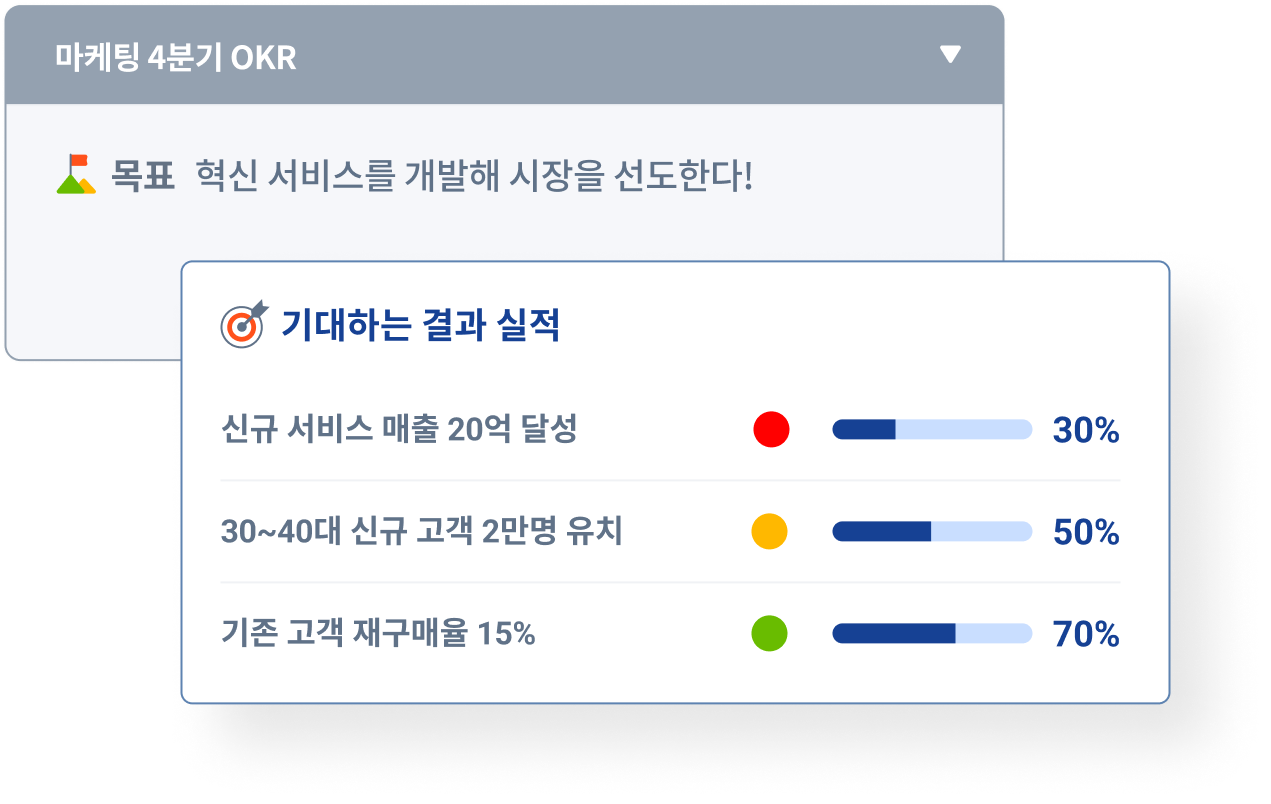 마케팅 4분기 OKR
목표 혁신 서비스를 개발해 시장을 선도한다!
기대하는 결과 실적
신규 서비스 매출 20억 달성 30%
30~40대 신규 고객 2만명 유치 50%
기존 고객 재구매율 15% 70%